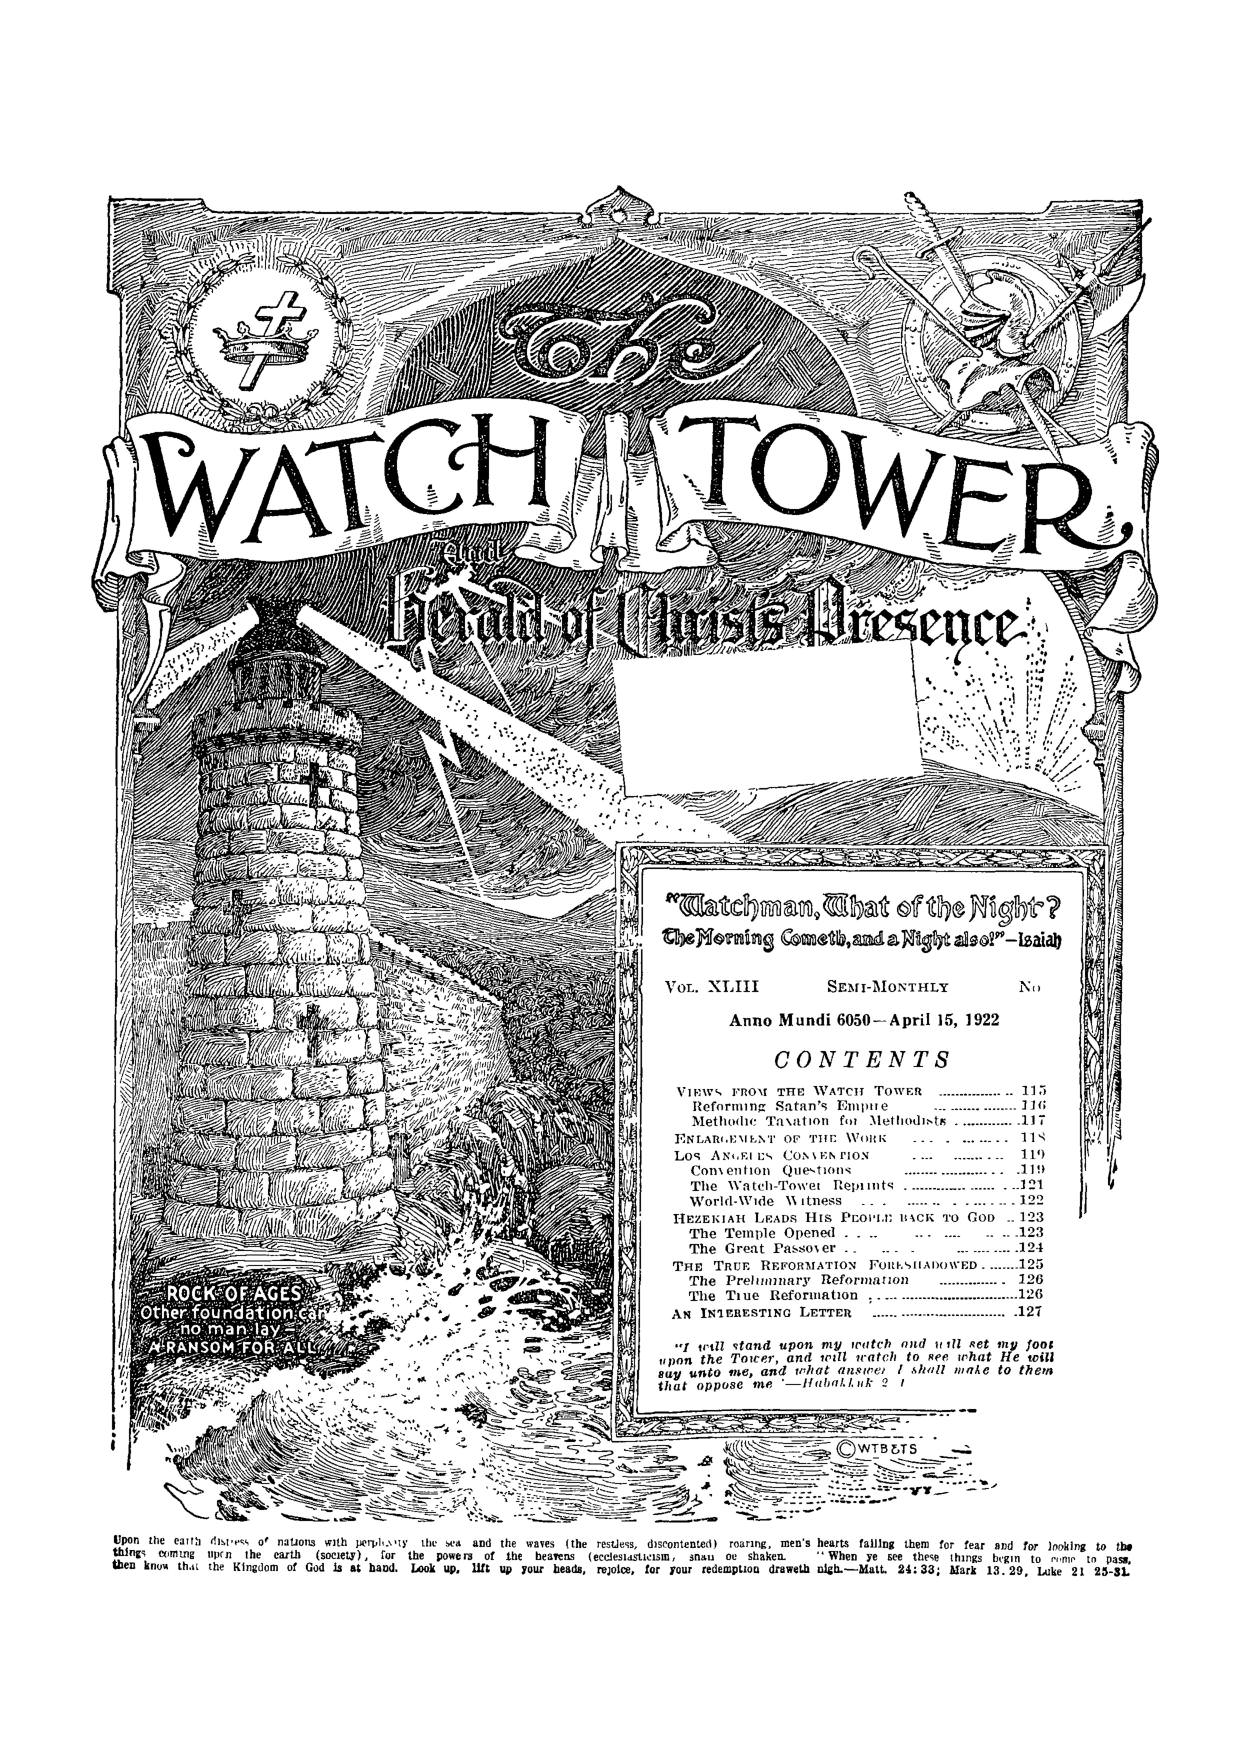 The
WATCH TOWER
And
Herald of Christ's Presence
"Watchman, What of the Night?
The Morning Cometh, and a Night also!"—Isaiah
VOL. XLIII SEMI-MONTHLY No
Anno Mundi 6050—April 15, 1922
CONTENTS
VIEWS FROM THE WATCH TOWER 115
Reforming Satan's Empire 116
Methodic Taxation for Methodists 117
ENLARGEMENT OF THE WORK 118
LOS ANGELES CONVENTION 119
Convention Questions 119
The Watch-Tower Reprints 121
World-Wide Witness 122
HEZEKIAH LEADS HIS PEOPLE BACK TO GOD 123
The Temple Opened 123
The Great Passover 124
THE TRUE REFORMATION FORESHADOWED 125
The Preliminary Reformation 126
The True Reformation 126
AN INTERESTING LETTER 127
"I will stand upon my watch and will set my foot
upon the Tower, and will watch to see what He will
say unto me, and what answer I shall make to them
that oppose me."—Habakkuk 2 1
ROCK OF AGES
Other foundation can
no man lay—
A RANSOM FOR ALL
©WTB&TS
Upon the earth distress of nations with perplexity the sea and the waves (the restless, discontented) roaring, men's hearts failing them for fear and for looking to the
things coming upon the earth (society), for the powers of the heavens (ecclesiasticism) shall be shaken. "When ye see these things begin to come to pass,
then know that the Kingdom of God is at hand. Look up, lift up your heads, rejoice, for your redemption draweth nigh.—Matt. 24:33; Mark 13.29, Luke 21 25-31.